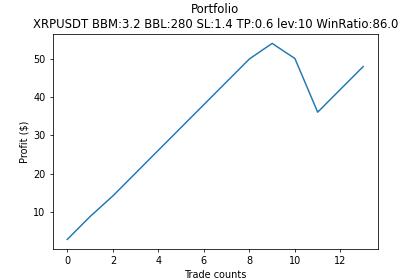 Portfolio
XRPUSDT BBM:3.2 BBL:280 SL:1.4 TP:0.6 lev:10 WinRatio:86.0
Profit ($)
50
40
30
20
10
0 2 4 6 8 10 12
Trade counts